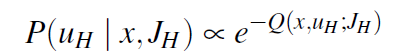 P(u_H | x, J_H) ∝ e^{−Q(x,u_H;J_H)}